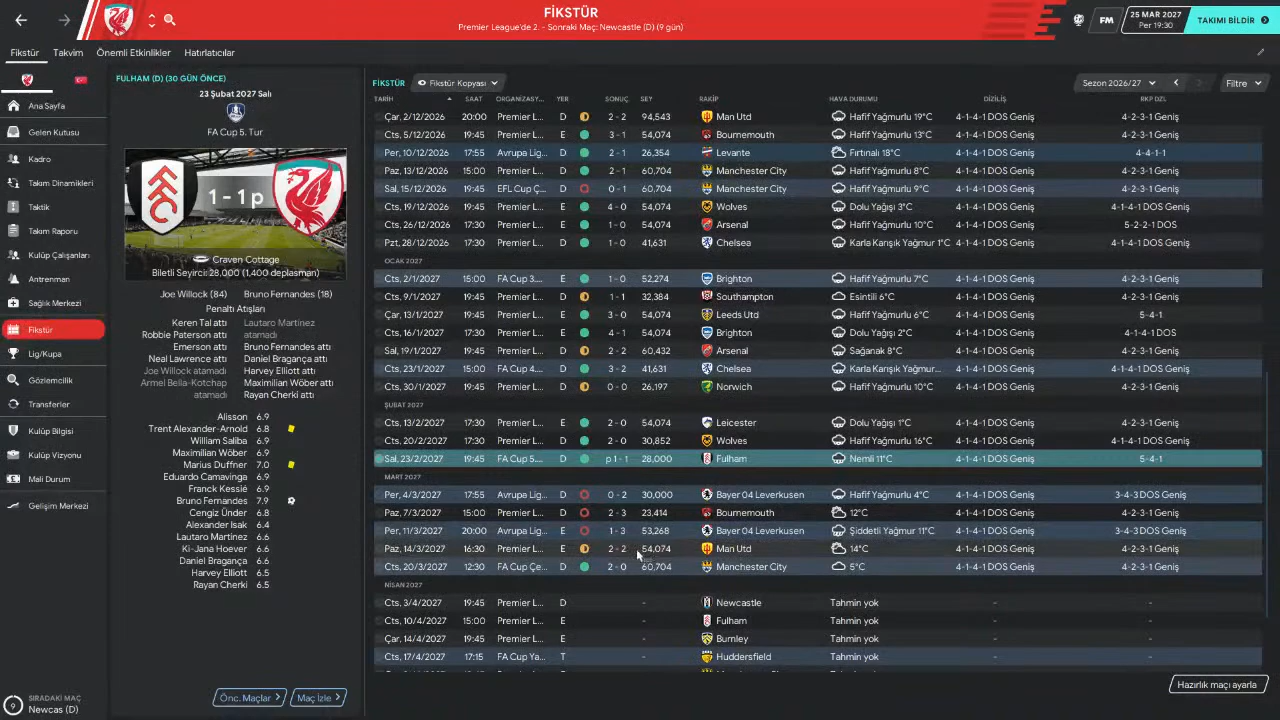 FİKSTÜR
Premier League'de 2. - Sonraki Maç: Newcastle (D) (9 gün)
FM
25 MAR 2027
Per 19:30
TAKIMI BİLDİR
Fikstür Takvim Önemli Etkinlikler Hatırlatıcılar
Ana Sayfa
Gelen Kutusu
Kadro
Takım Dinamikleri
Taktik
Takım Raporu
Kulüp Çalışanları
Antrenman
Sağlık Merkezi
Fikstür
Lig/Kupa
Gözlemcilik
Transferler
Kulüp Bilgisi
Kulüp Vizyonu
Mali Durum
Gelişim Merkezi
9 SIRADAKİ MAÇ
Newcas (D)
FULHAM (D) (30 GÜN ÖNCE)
23 Şubat 2027 Salı
FA Cup 5. Tur
1 - 1 p
Craven Cottage
Biletli Seyirci: 28,000 (1,400 deplasman)
Joe Willock (84) Bruno Fernandes (18)
Penaltı Atışları
Keren Tal attı Lautaro Martinez
Robbie Paterson attı atamadı
Emerson attı Bruno Fernandes attı
Neal Lawrence attı Daniel Bragança attı
Joe Willock atamadı Harvey Elliott attı
Armel Bella-Kotchap Maximilian Wöber attı
atamadı Rayan Cherki attı
Alisson 6.9
Trent Alexander-Arnold 6.8
William Saliba 6.9
Maximilian Wöber 6.9
Marius Duffner 7.0
Eduardo Camavinga 6.9
Franck Kessié 6.9
Bruno Fernandes 7.9
Cengiz Ünder 6.8
Alexander Isak 6.4
Lautaro Martinez 6.6
Ki-Jana Hoever 6.6
Daniel Bragança 6.6
Harvey Elliott 6.5
Rayan Cherki 6.5
Önc. Maçlar Maç İzle
FİKSTÜR Fikstür Kopyası Sezon 2026/27 Filtre
TARİH SAAT ORGANİZASY... YER SONUÇ SEY RAKİP HAVA DURUMU DİZİLİŞ RKP DZL
Çar, 2/12/2026 20:00 Premier L... D 2 - 2 94,543 Man Utd Hafif Yağmurlu 19°C 4-1-4-1 DOS Geniş 4-2-3-1 Geniş
Cts, 5/12/2026 19:45 Premier L... E 3 - 1 54,074 Bournemouth Hafif Yağmurlu 13°C 4-1-4-1 DOS Geniş 4-2-3-1 Geniş
Per, 10/12/2026 17:55 Avrupa Lig... D 2 - 1 26,354 Levante Fırtınalı 18°C 4-1-4-1 DOS Geniş 4-4-1-1
Paz, 13/12/2026 15:00 Premier L... D 2 - 1 60,704 Manchester City Hafif Yağmurlu 8°C 4-1-4-1 DOS Geniş 4-2-3-1 Geniş
Sal, 15/12/2026 19:45 EFL Cup Ç... D 0 - 1 60,704 Manchester City Hafif Yağmurlu 9°C 4-1-4-1 DOS Geniş 4-2-3-1 Geniş
Cts, 19/12/2026 19:45 Premier L... E 4 - 0 54,074 Wolves Dolu Yağışı 3°C 4-1-4-1 DOS Geniş 4-1-4-1 DOS Geniş
Cts, 26/12/2026 17:30 Premier L... E 1 - 0 54,074 Arsenal Hafif Yağmurlu 10°C 4-1-4-1 DOS Geniş 5-2-2-1 DOS
Pzt, 28/12/2026 17:30 Premier L... D 1 - 0 41,631 Chelsea Karla Karışık Yağmur 1°C 4-1-4-1 DOS Geniş 4-2-3-1 Geniş
OCAK 2027
Cts, 2/1/2027 15:00 FA Cup 3.... E 1 - 0 52,274 Brighton Hafif Yağmurlu 7°C 4-1-4-1 DOS Geniş 4-2-3-1 Geniş
Cts, 9/1/2027 19:45 Premier L... D 1 - 1 32,384 Southampton Esintili 6°C 4-1-4-1 DOS Geniş 4-2-3-1 Geniş
Çar, 13/1/2027 19:45 Premier L... E 3 - 0 54,074 Leeds Utd Hafif Yağmurlu 6°C 4-1-4-1 DOS Geniş 5-4-1
Cts, 16/1/2027 17:30 Premier L... E 4 - 1 54,074 Brighton Dolu Yağışı 2°C 4-1-4-1 DOS Geniş 4-1-4-1 DOS
Sal, 19/1/2027 19:45 Premier L... D 2 - 2 60,432 Arsenal Sağanak 8°C 4-1-4-1 DOS Geniş 4-2-3-1 Geniş
Cts, 23/1/2027 15:00 FA Cup 4.... D 3 - 2 41,631 Chelsea Karla Karışık Yağmur... 4-1-4-1 DOS Geniş 4-2-3-1 Geniş
Cts, 30/1/2027 19:45 Premier L... D 0 - 0 26,197 Norwich Hafif Yağmurlu 10°C 4-1-4-1 DOS Geniş 4-2-3-1 Geniş
ŞUBAT 2027
Cts, 13/2/2027 17:30 Premier L... E 2 - 0 54,074 Leicester Dolu Yağışı 1°C 4-1-4-1 DOS Geniş 4-2-3-1 Geniş
Cts, 20/2/2027 17:30 Premier L... D 2 - 0 30,852 Wolves Hafif Yağmurlu 16°C 4-1-4-1 DOS Geniş 4-1-4-1 DOS Geniş
Sal, 23/2/2027 19:45 FA Cup 5.... D p 1 - 1 28,000 Fulham Nemli 11°C 4-1-4-1 DOS Geniş 5-4-1
MART 2027
Per, 4/3/2027 17:55 Avrupa Lig... D 0 - 2 30,000 Bayer 04 Leverkusen Hafif Yağmurlu 4°C 4-1-4-1 DOS Geniş 3-4-3 DOS Geniş
Paz, 7/3/2027 15:00 Premier L... D 2 - 3 23,414 Bournemouth 12°C 4-1-4-1 DOS Geniş 4-2-3-1 Geniş
Per, 11/3/2027 20:00 Avrupa Lig... E 1 - 3 53,268 Bayer 04 Leverkusen Şiddetli Yağmur 11°C 4-1-4-1 DOS Geniş 3-4-3 DOS Geniş
Paz, 14/3/2027 16:30 Premier L... E 2 - 2 54,074 Man Utd 14°C 4-1-4-1 DOS Geniş 4-2-3-1 Geniş
Cts, 20/3/2027 12:30 FA Cup Çe... D 2 - 0 60,704 Manchester City 5°C 4-1-4-1 DOS Geniş 4-2-3-1 Geniş
NİSAN 2027
Cts, 3/4/2027 19:45 Premier L... D - Newcastle Tahmin yok - -
Cts, 10/4/2027 15:00 Premier L... E - Fulham Tahmin yok - -
Çar, 14/4/2027 19:45 Premier L... E - Burnley Tahmin yok - -
Cts, 17/4/2027 17:15 FA Cup Ya... T - Huddersfield Tahmin yok - -
Hazırlık maçı ayarla